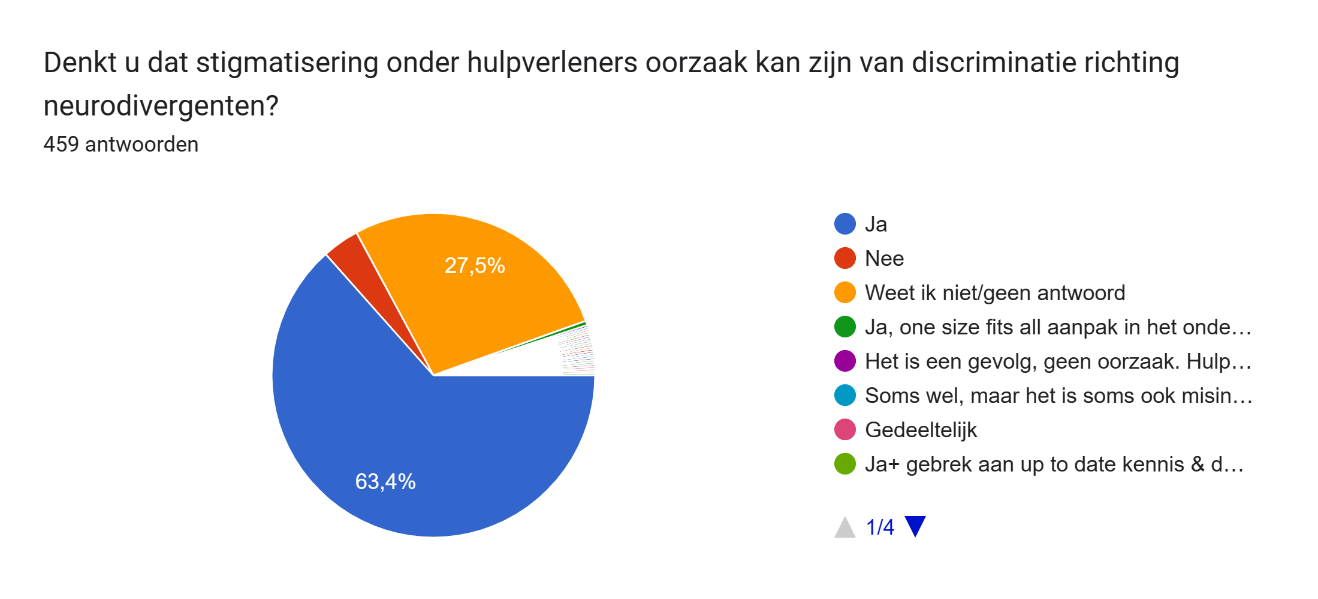 Denkt u dat stigmatisering onder hulpverleners oorzaak kan zijn van discriminatie richting
neurodivergenten?
459 antwoorden
27,5%
63,4%
Ja
Nee
Weet ik niet/geen antwoord
Ja, one size fits all aanpak in het onde…
Het is een gevolg, geen oorzaak. Hulp…
Soms wel, maar het is soms ook misin…
Gedeeltelijk
Ja+ gebrek aan up to date kennis & d…
1/4